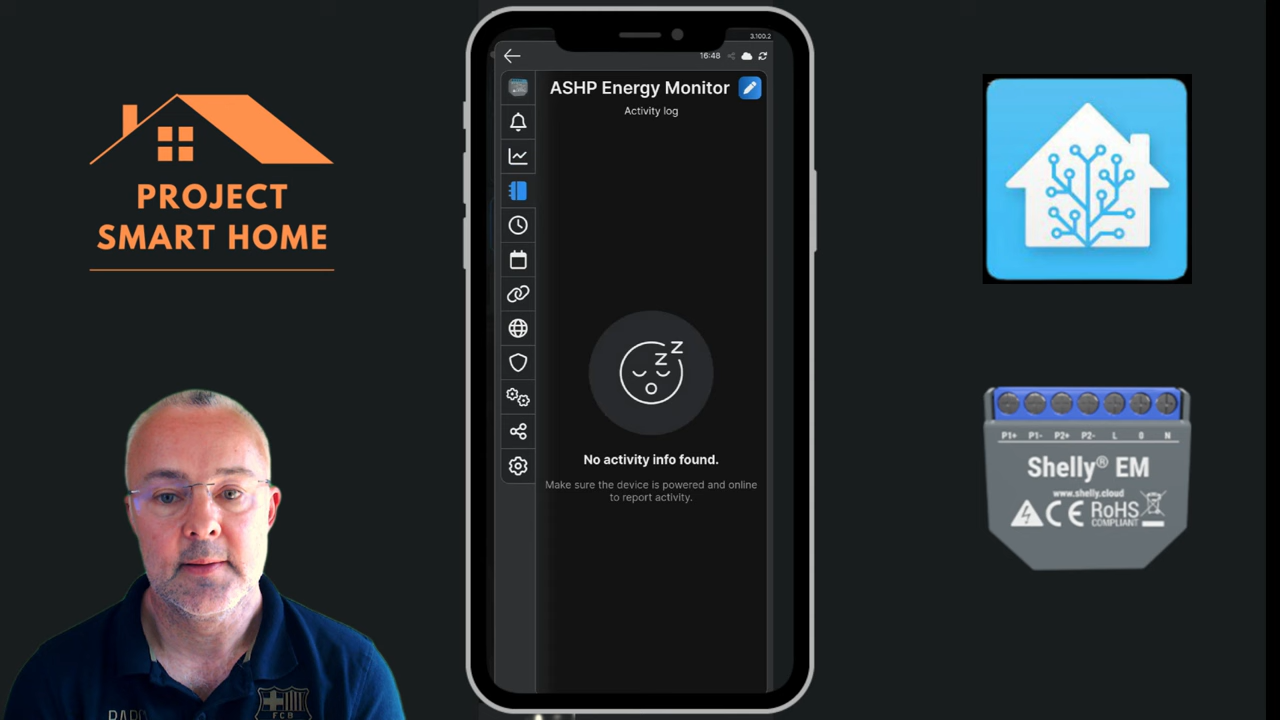 PROJECT
SMART HOME
3.100.2
16:48
ASHP Energy Monitor
Activity log
z
z
No activity info found.
Make sure the device is powered and online
to report activity.
P1+ P1- P2+ P2- L 0 N
Shelly® EM
www.shelly.cloud
CE RoHS
COMPLIANT
FCB